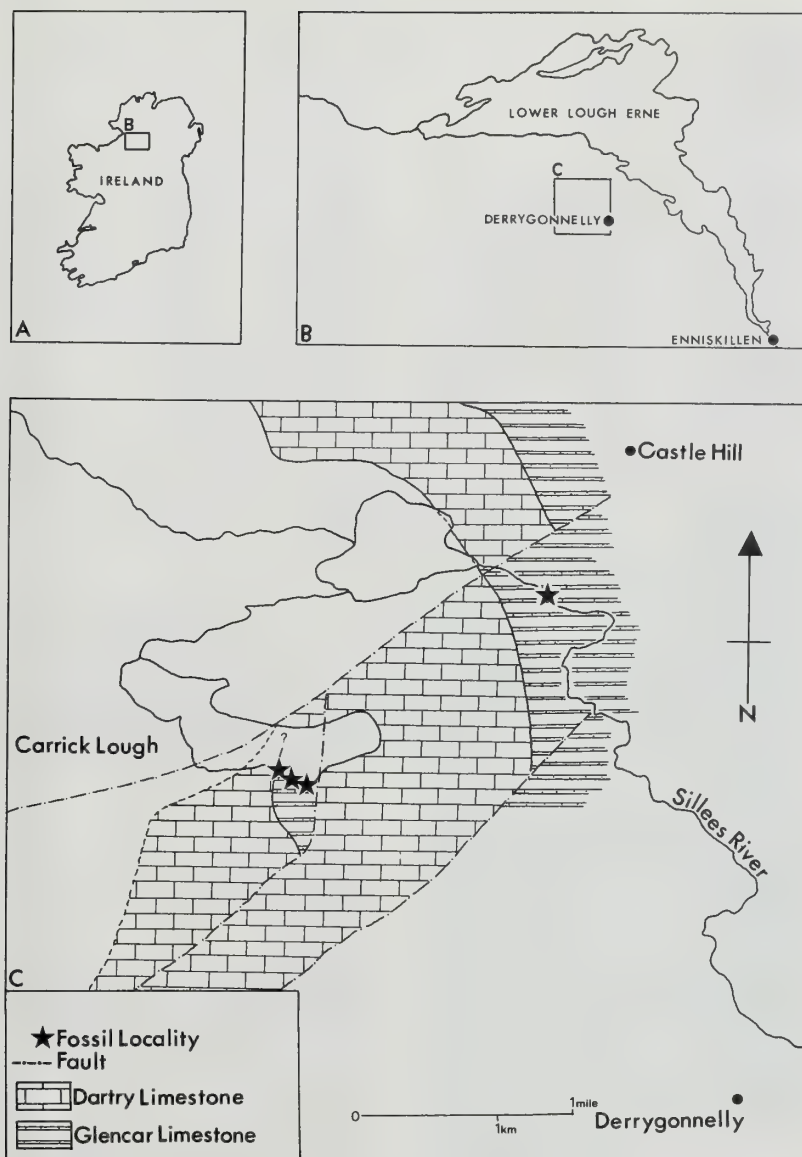 B
IRELAND
A
LOWER LOUGH ERNE
C
DERRYGONNELLY
B
ENNISKILLEN
Castle Hill
N
Carrick Lough
?
Sillees River
C
Fossil Locality
Fault
Dartry Limestone
Glencar Limestone
0
1mile
1km
Derrygonnelly